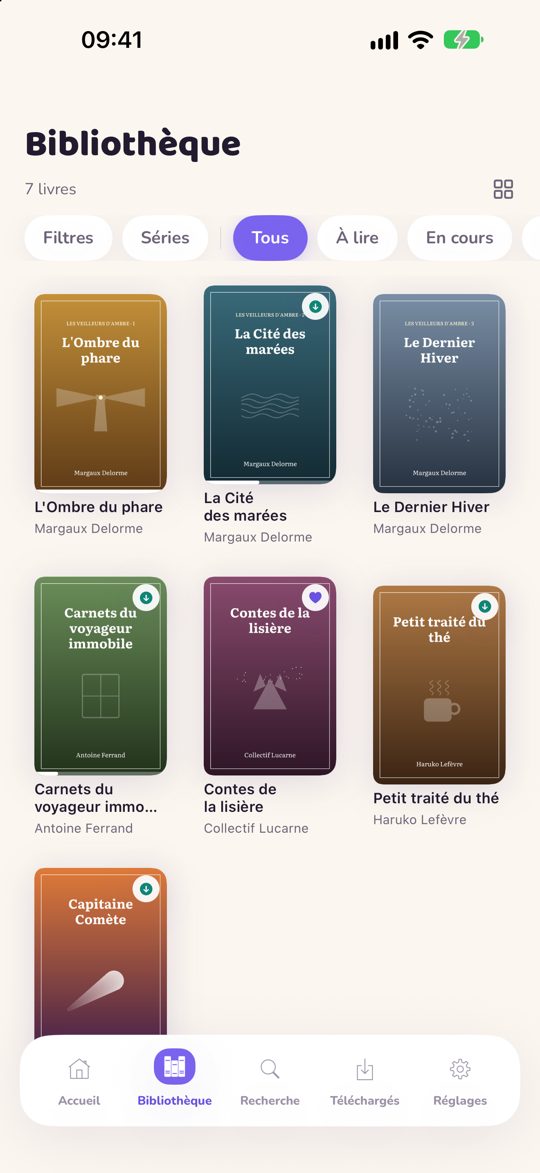 09:41
Bibliothèque
7 livres
Filtres
Séries
Tous
À lire
En cours
LES VEILLEURS D'AMBRE · 1
L'Ombre du
phare
Margaux Delorme
L'Ombre du phare
Margaux Delorme
LES VEILLEURS D'AMBRE · 2
La Cité des
marées
Margaux Delorme
La Cité
des marées
Margaux Delorme
LES VEILLEURS D'AMBRE · 3
Le Dernier
Hiver
Margaux Delorme
Le Dernier Hiver
Margaux Delorme
Carnets du
voyageur
immobile
Antoine Ferrand
Carnets du
voyageur immo...
Antoine Ferrand
Contes de la
lisière
Collectif Lucarne
Contes de
la lisière
Collectif Lucarne
Petit traité du
thé
Haruko Lefèvre
Petit traité du thé
Haruko Lefèvre
Capitaine
Comète
Accueil
Bibliothèque
Recherche
Téléchargés
Réglages